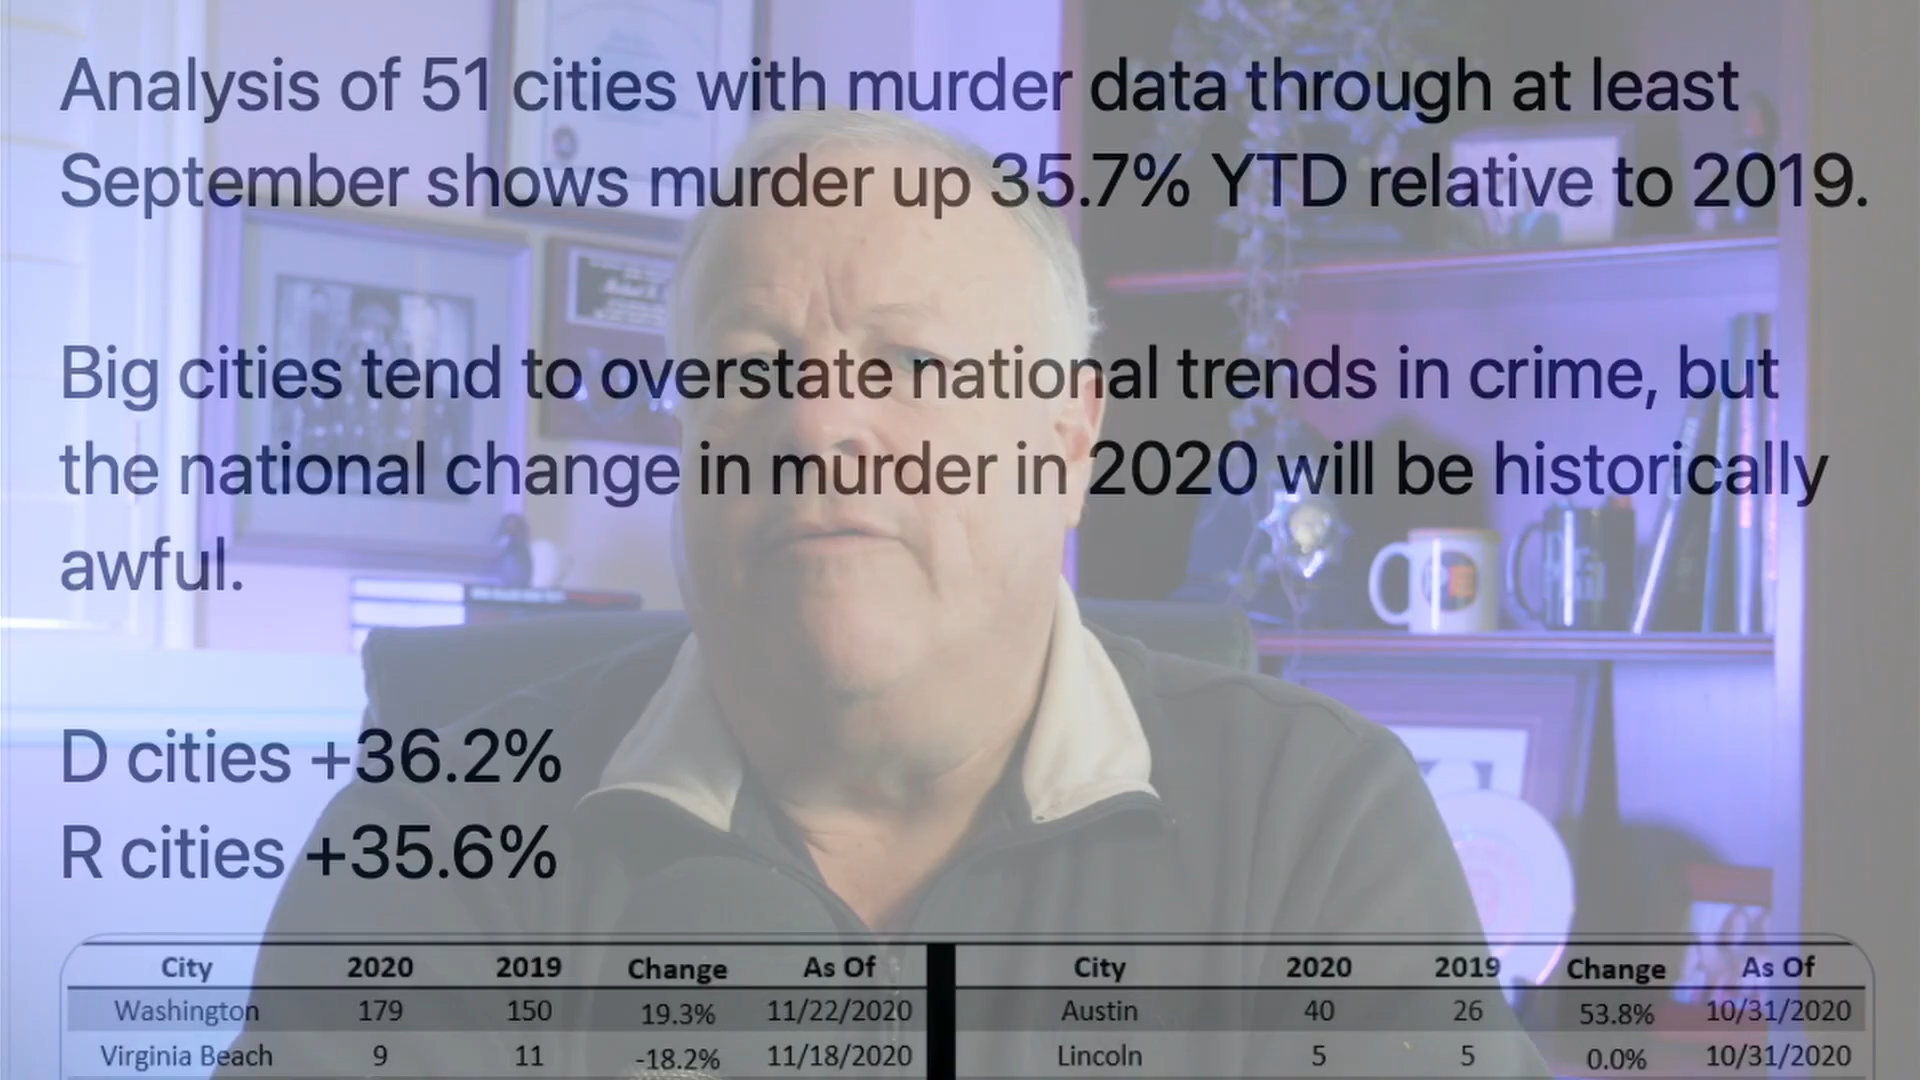 Analysis of 51 cities with murder data through at least
September shows murder up 35.7% YTD relative to 2019.
Big cities tend to overstate national trends in crime, but
the national change in murder in 2020 will be historically
awful.
D cities +36.2%
R cities +35.6%
City 2020 2019 Change As Of City 2020 2019 Change As Of
Washington 179 150 19.3% 11/22/2020 Austin 40 26 53.8% 10/31/2020
Virginia Beach 9 11 -18.2% 11/18/2020 Lincoln 5 5 0.0% 10/31/2020